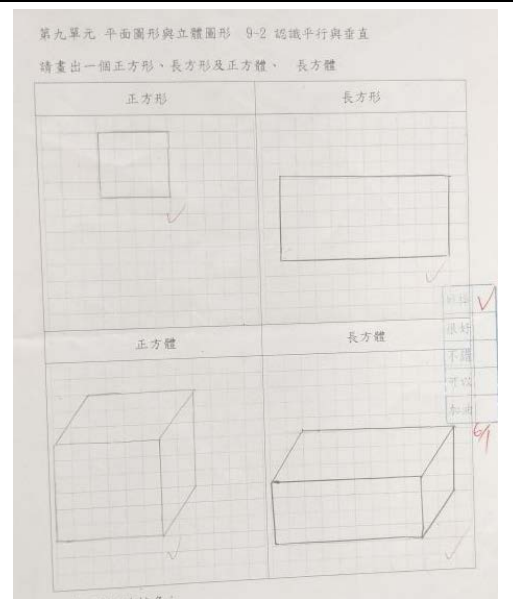 第九單元 平面圖形與立體圖形 9-2 認識平行與垂直
請畫出一個正方形、長方形及正方體、 長方體
正方形
長方形
很好
正方體
長方體
不錯
可以
加油
6/1